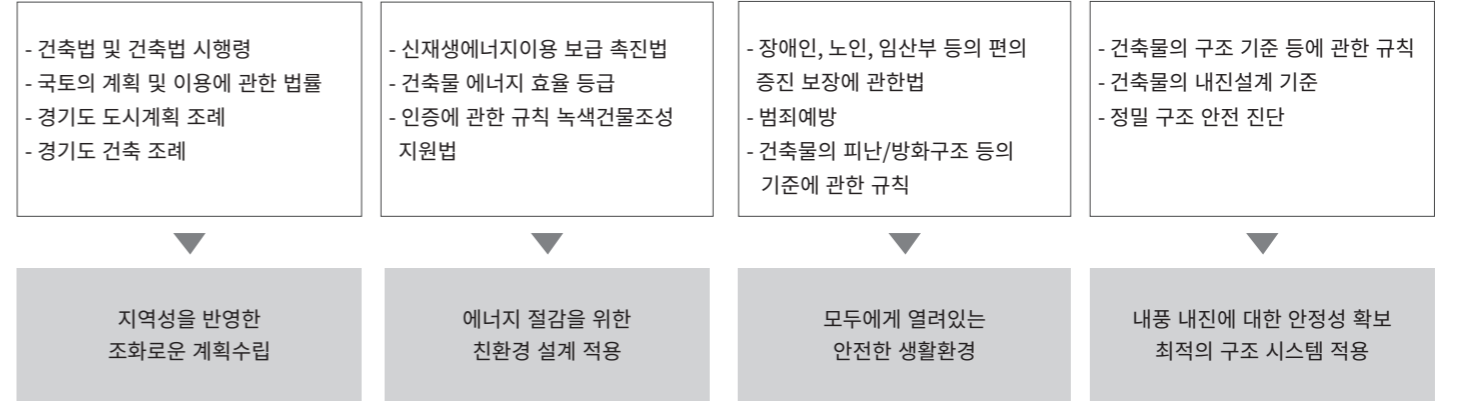 - 건축법 및 건축법 시행령
- 국토의 계획 및 이용에 관한 법률
- 경기도 도시계획 조례
- 경기도 건축 조례
- 신재생에너지이용 보급 촉진법
- 건축물 에너지 효율 등급
- 인증에 관한 규칙 녹색건물조성
지원법
- 장애인, 노인, 임산부 등의 편의
증진 보장에 관한법
- 범죄예방
- 건축물의 피난/방화구조 등의
기준에 관한 규칙
- 건축물의 구조 기준 등에 관한 규칙
- 건축물의 내진설계 기준
- 정밀 구조 안전 진단
지역성을 반영한
조화로운 계획수립
에너지 절감을 위한
친환경 설계 적용
모두에게 열려있는
안전한 생활환경
내풍 내진에 대한 안정성 확보
최적의 구조 시스템 적용